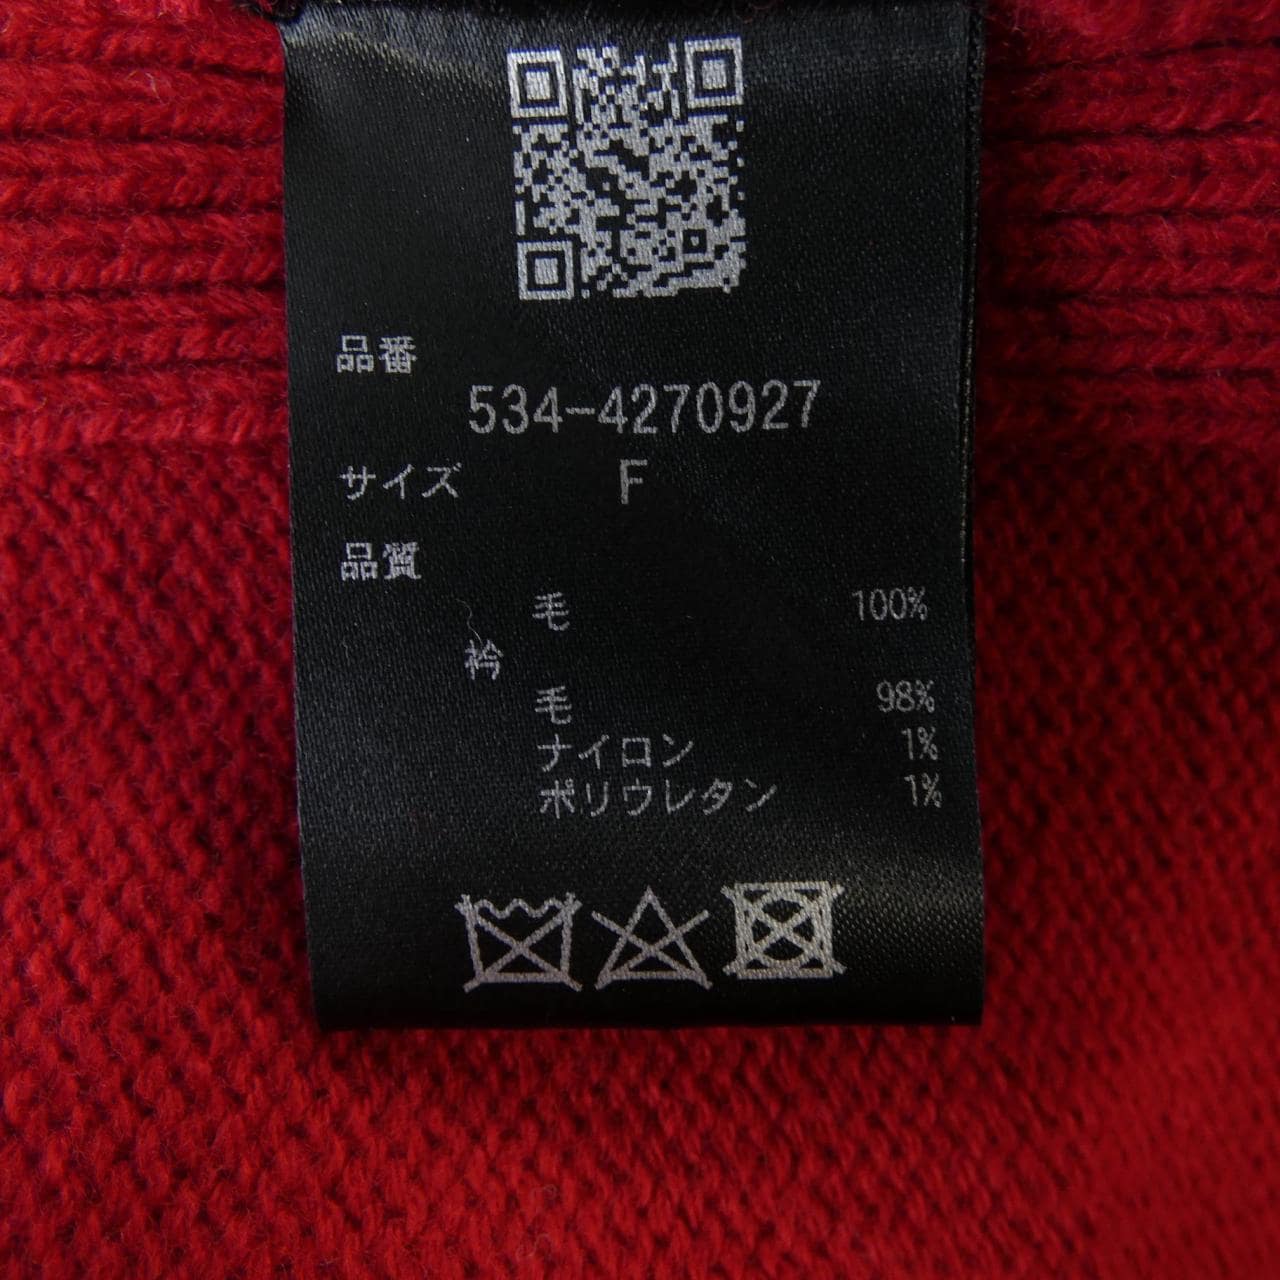 品番
534-4270927
サイズ F
品質
毛 100%
衿
毛 98%
ナイロン 1%
ポリウレタン 1%